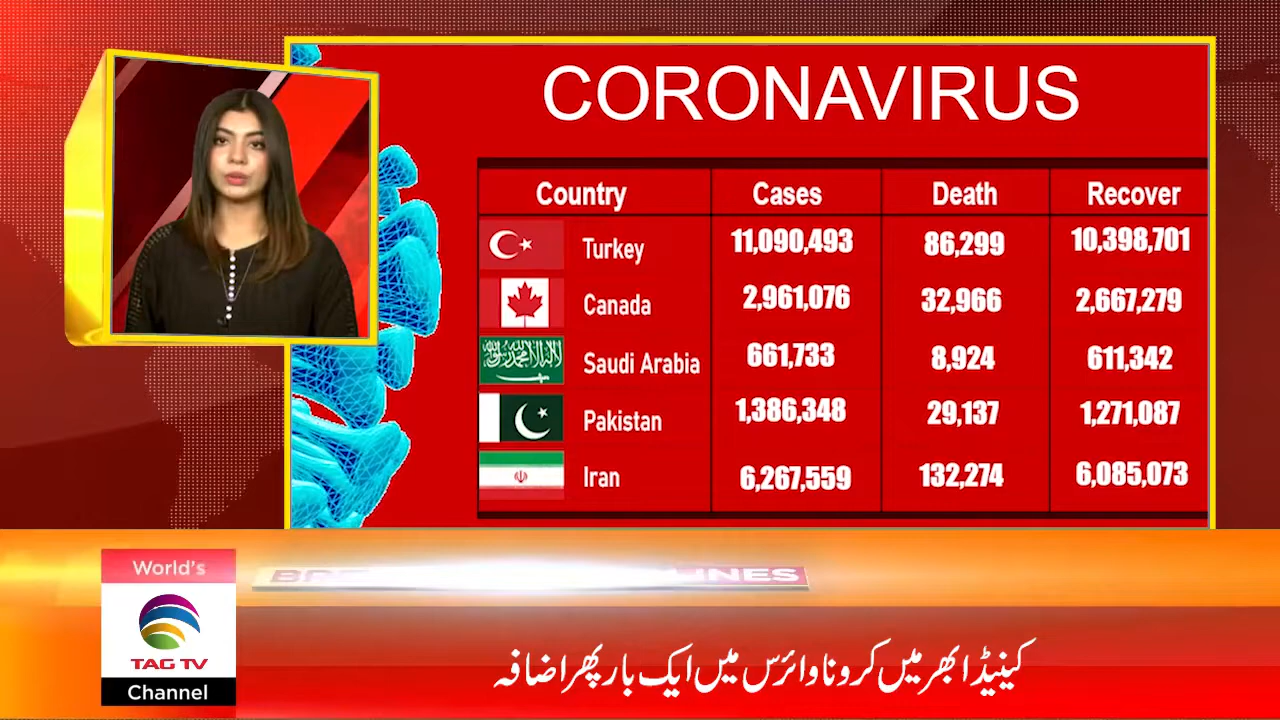 CORONAVIRUS
Country Cases Death Recover
Turkey 11,090,493 86,299 10,398,701
Canada 2,961,076 32,966 2,667,279
Saudi Arabia 661,733 8,924 611,342
Pakistan 1,386,348 29,137 1,271,087
Iran 6,267,559 132,274 6,085,073
World's
TAG TV
Channel
کینیڈا بھر میں کرونا وائرس میں ایک بار پھر اضافہ